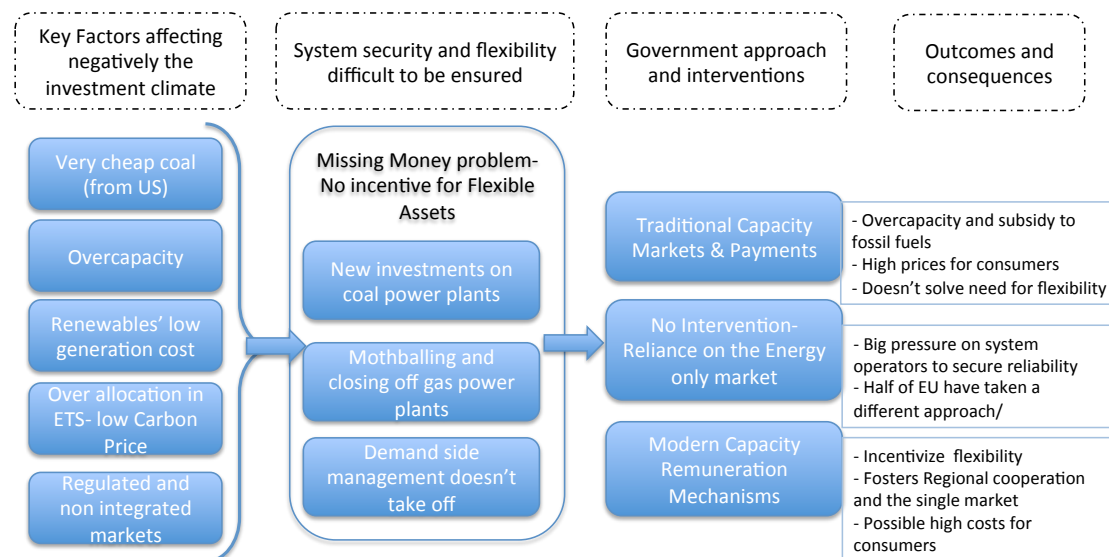 Key Factors affecting
negatively the
investment climate
System security and flexibility
difficult to be ensured
Government approach
and interventions
Outcomes and
consequences
Very cheap coal
(from US)
Overcapacity
Renewables' low
generation cost
Over allocation in
ETS- low Carbon
Price
Regulated and
non integrated
markets
Missing Money problem-
No incentive for Flexible
Assets
New investments on
coal power plants
Mothballing and
closing off gas power
plants
Demand side
management doesn't
take off
Traditional Capacity
Markets & Payments
No Intervention-
Reliance on the Energy
only market
Modern Capacity
Remuneration
Mechanisms
- Overcapacity and subsidy to
fossil fuels
- High prices for consumers
- Doesn't solve need for flexibility
- Big pressure on system
operators to secure reliability
- Half of EU have taken a
different approach/
- Incentivize  flexibility
- Fosters Regional cooperation
and the single market
- Possible high costs for
consumers